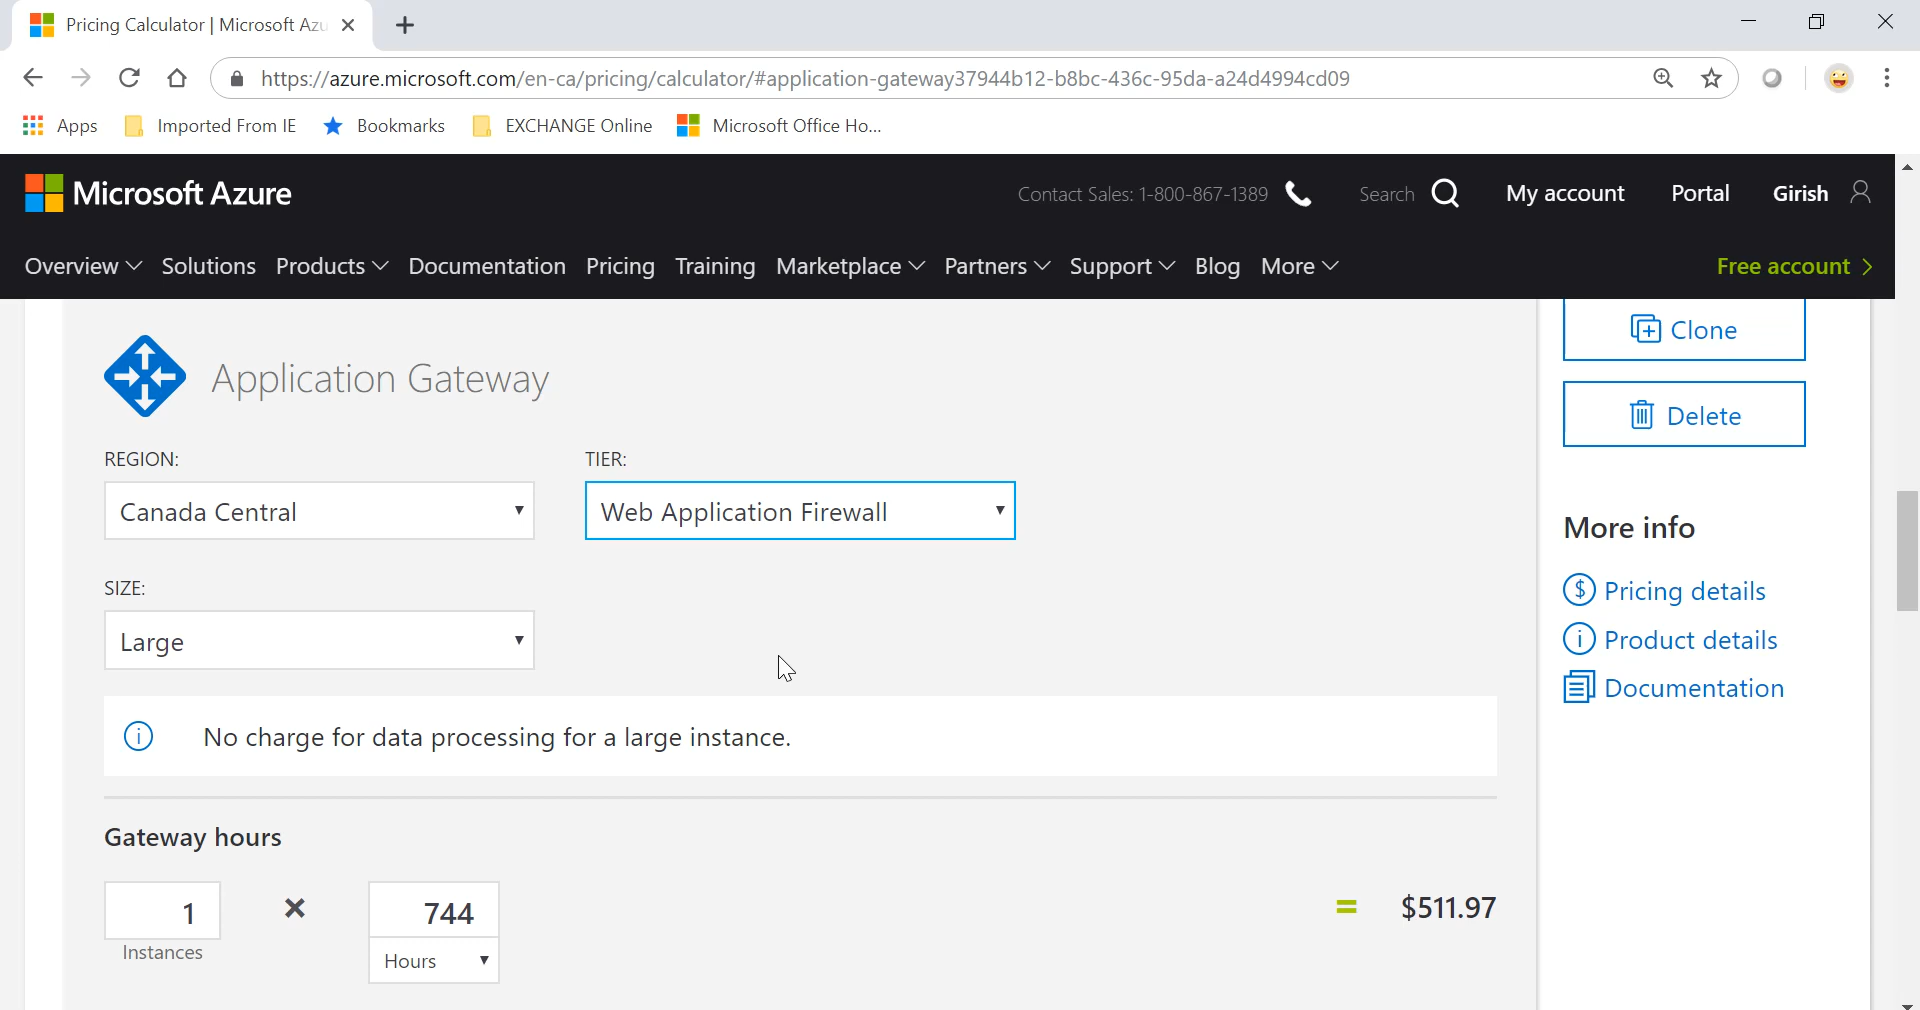 Pricing Calculator | Microsoft Azu
https://azure.microsoft.com/en-ca/pricing/calculator/#application-gateway37944b12-b8bc-436c-95da-a24d4994cd09
Apps Imported From IE Bookmarks EXCHANGE Online Microsoft Office Ho...
Microsoft Azure Contact Sales: 1-800-867-1389 Search My account Portal Girish
Overview Solutions Products Documentation Pricing Training Marketplace Partners Support Blog More Free account
Clone
Application Gateway
Delete
REGION: TIER:
Canada Central Web Application Firewall
More info
SIZE:
Pricing details
Large
Product details
Documentation
No charge for data processing for a large instance.
Gateway hours
1 × 744 = $511.97
Instances Hours